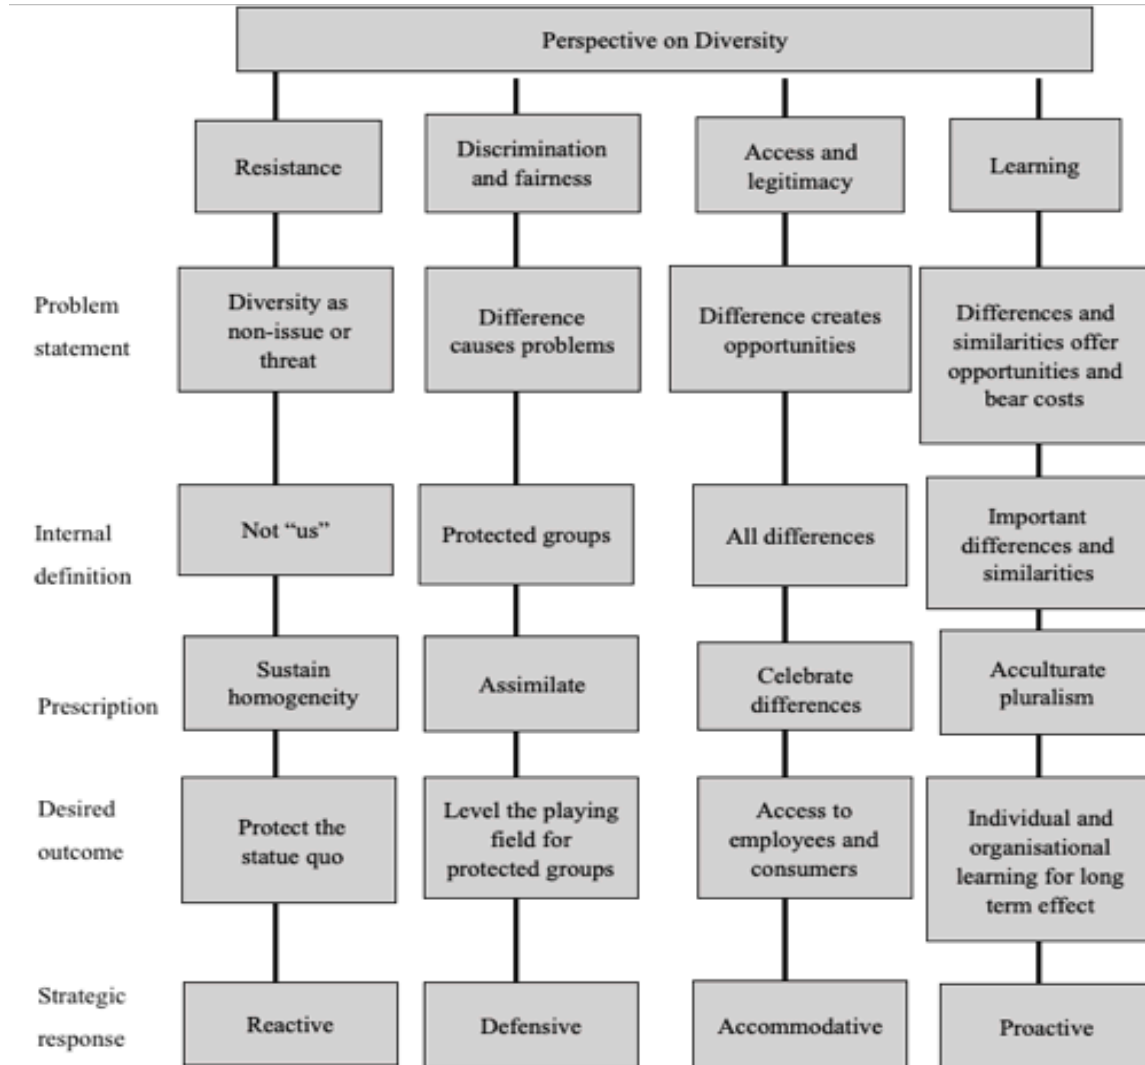 Perspective on Diversity
Resistance
Discrimination
and fairness
Access and
legitimacy
Learning
Problem
statement
Diversity as
non-issue or
threat
Difference
causes problems
Difference creates
opportunities
Differences and
similarities offer
opportunities and
bear costs
Internal
definition
Not “us”
Protected groups
All differences
Important
differences and
similarities
Prescription
Sustain
homogeneity
Assimilate
Celebrate
differences
Acculturate
pluralism
Desired
outcome
Protect the
statue quo
Level the playing
field for
protected groups
Access to
employees and
consumers
Individual and
organisational
learning for long
term effect
Strategic
response
Reactive
Defensive
Accommodative
Proactive